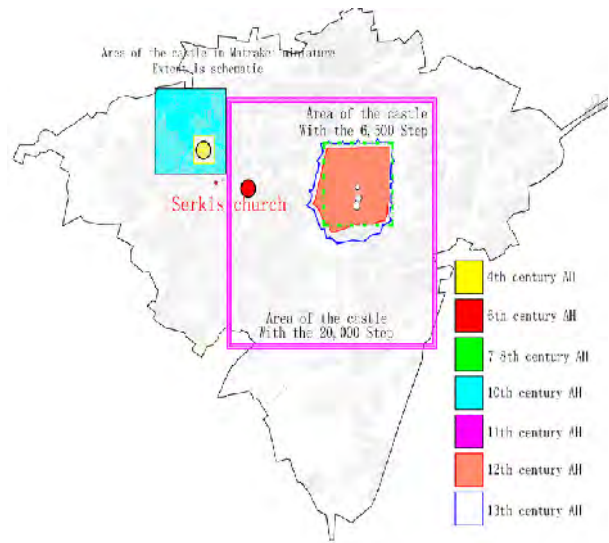 Area of the castle in Matrakei miniature
Extent is schematic
Area of the castle
With the 6,500 Step
Serkis church
Area of the castle
With the 20,000 Step
4th century AH
6th century AH
7-8th century AH
10th century AH
11th century AH
12th century AH
13th century AH